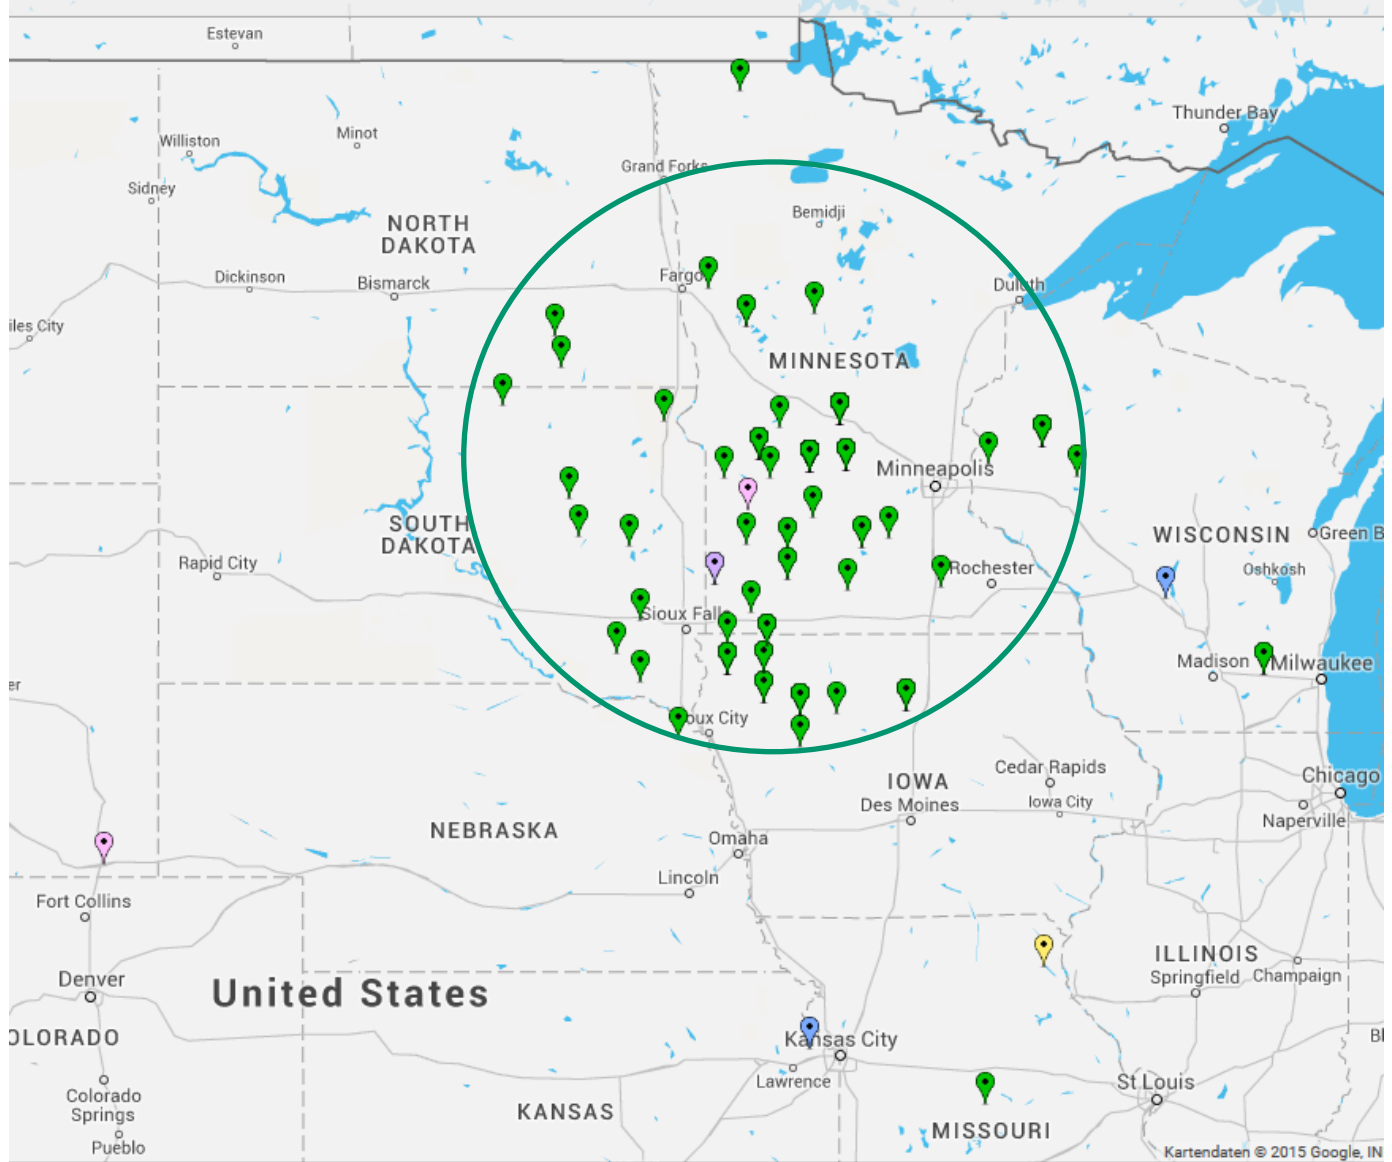 Estevan
Thunder Bay
Minot
Williston
Grand Forks
Sidney
Bemidji
NORTH
DAKOTA
Dickinson
Bismarck
Fargo
Duluth
iles City
MINNESOTA
Minneapolis
SOUTH
DAKOTA
WISCONSIN
Green B
Rapid City
Rochester
Oshkosh
Sioux Fall
Madison
Milwaukee
er
oux City
Cedar Rapids
Chicago
IOWA
Des Moines
Iowa City
Naperville
NEBRASKA
Omaha
Lincoln
Fort Collins
ILLINOIS
Springfield
Champaign
Denver
United States
OLORADO
Kansas City
Bl
Lawrence
St Louis
Colorado
Springs
KANSAS
MISSOURI
Pueblo
Kartendaten © 2015 Google, IN